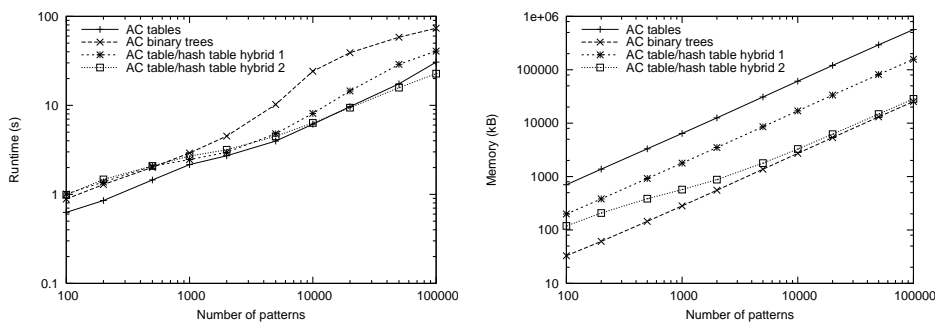 100
10
1
0.1
Runtime (s)
AC tables
AC binary trees
AC table/hash table hybrid 1
AC table/hash table hybrid 2
100 1000 10000 100000
Number of patterns
1e+06
100000
10000
1000
100
10
Memory (kB)
AC tables
AC binary trees
AC table/hash table hybrid 1
AC table/hash table hybrid 2
100 1000 10000 100000
Number of patterns